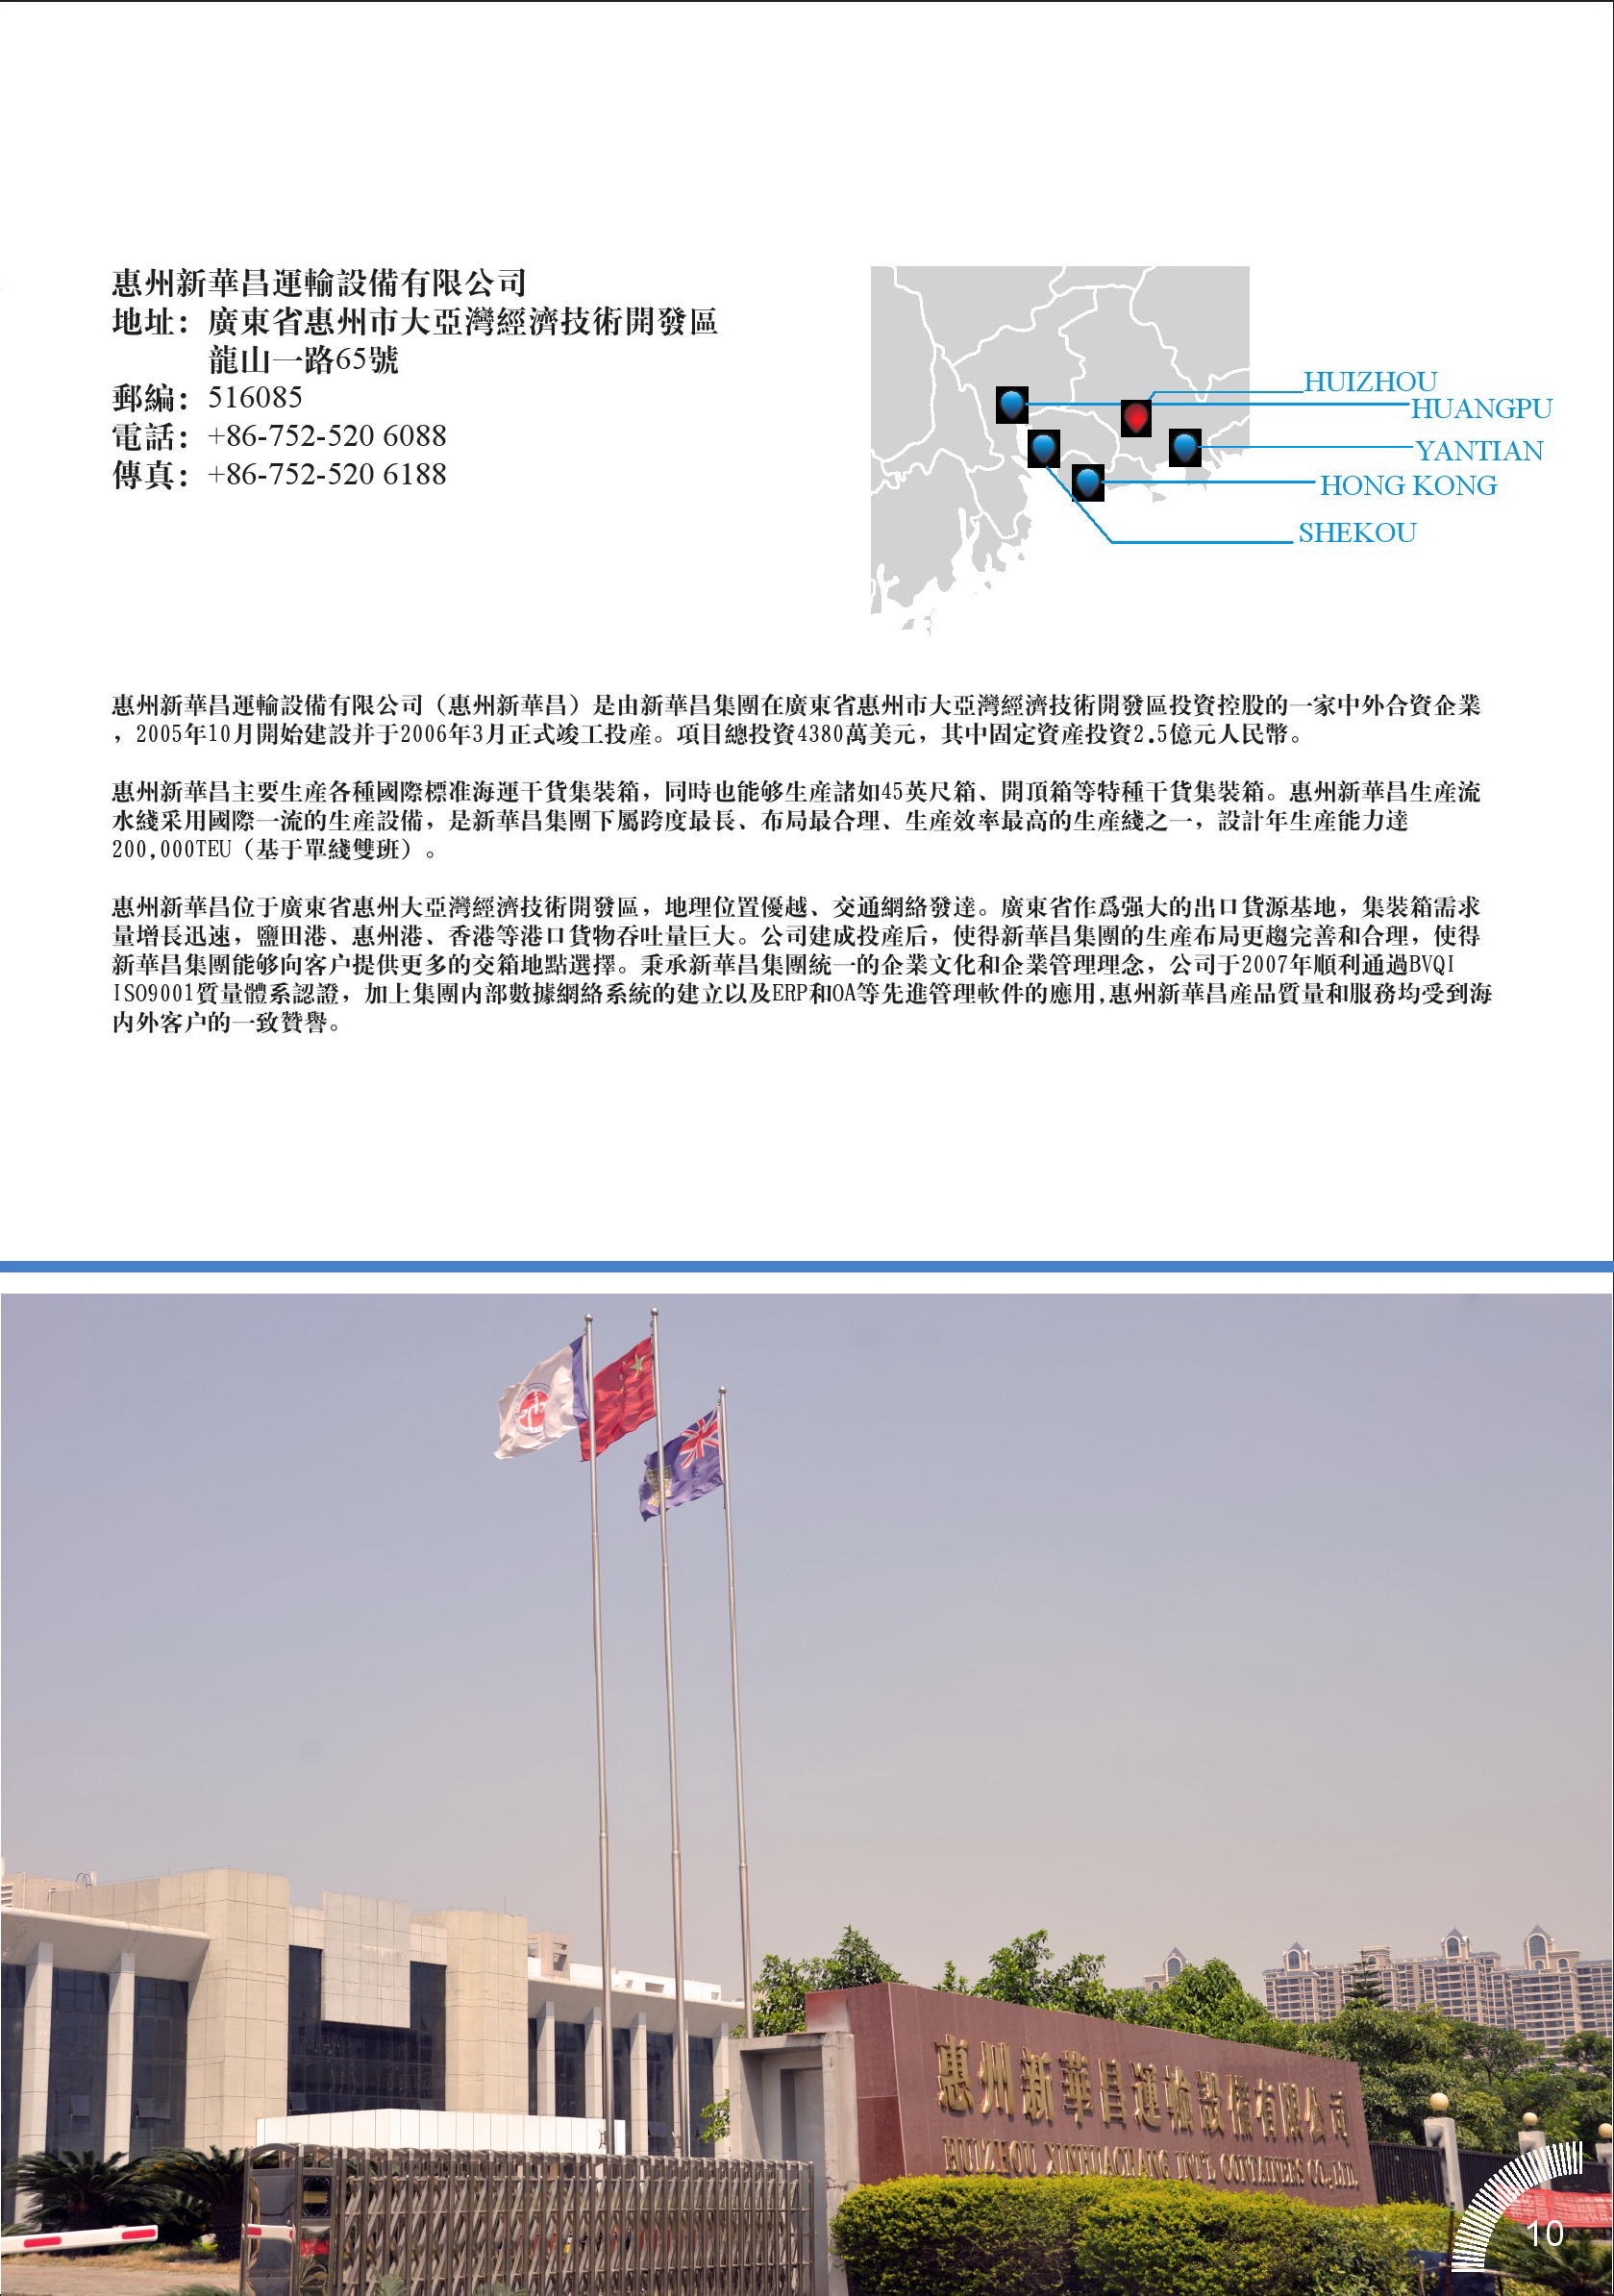 惠州新華昌運輸設備有限公司
地址：廣東省惠州市大亞灣經濟技術開發區
龍山一路65號
郵編：516085
電話：+86-752-520 6088
傳真：+86-752-520 6188
HUIZHOU
HUANGPU
YANTIAN
HONG KONG
SHEKOU
惠州新華昌運輸設備有限公司（惠州新華昌）是由新華昌集團在廣東省惠州市大亞灣經濟技術開發區投資控股的一家中外合資企業
，2005年10月開始建設并于2006年3月正式竣工投産。項目總投資4380萬美元，其中固定資産投資2.5億元人民幣。
惠州新華昌主要生産各種國際標准海運干貨集裝箱，同時也能够生産諸如45英尺箱、開頂箱等特種干貨集裝箱。惠州新華昌生産流
水綫采用國際一流的生産設備，是新華昌集團下屬跨度最長、布局最合理、生産效率最高的生産綫之一，設計年生産能力達
200,000TEU（基于單綫雙班）。
惠州新華昌位于廣東省惠州大亞灣經濟技術開發區，地理位置優越、交通網絡發達。廣東省作爲强大的出口貨源基地，集裝箱需求
量增長迅速，鹽田港、惠州港、香港等港口貨物吞吐量巨大。公司建成投産后，使得新華昌集團的生産布局更趨完善和合理，使得
新華昌集團能够向客户提供更多的交箱地點選擇。秉承新華昌集團統一的企業文化和企業管理理念，公司于2007年順利通過BVQI
ISO9001質量體系認證，加上集團内部數據網絡系統的建立以及ERP和OA等先進管理軟件的應用,惠州新華昌産品質量和服務均受到海
内外客户的一致贊譽。
惠州新華昌運輸設備有限公司
HUIZHOU XINHUACHANG INT'L CONTAINERS CO., LTD.
10